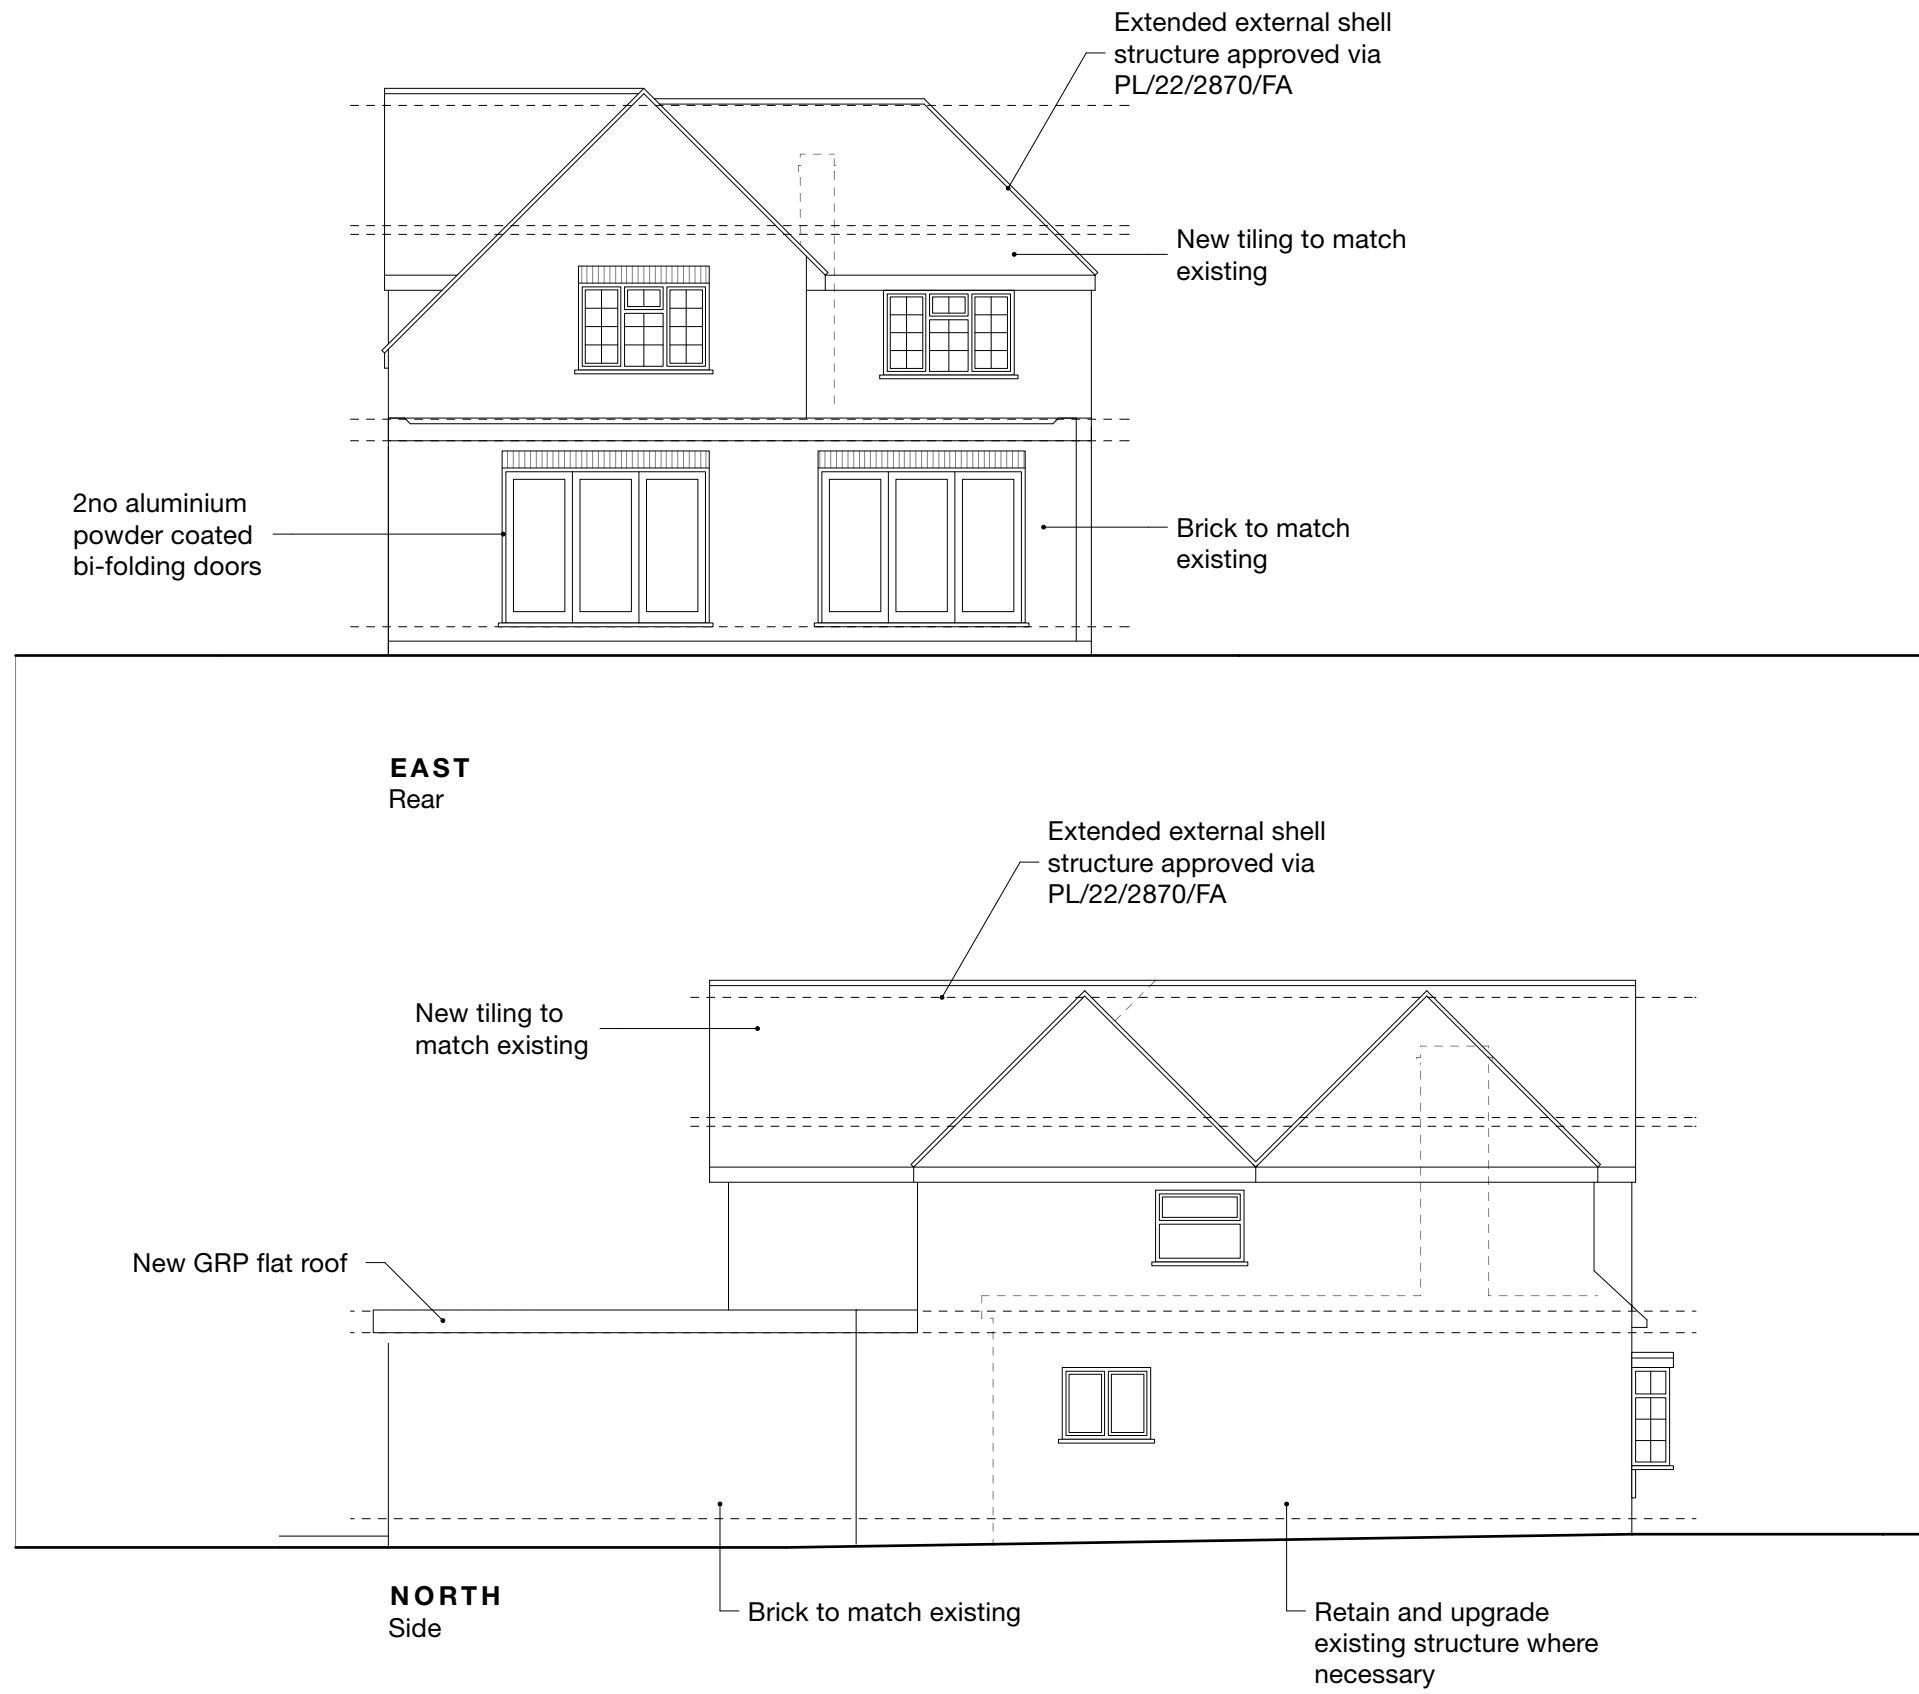 Extended external shell
structure approved via
PL/22/2870/FA
New tiling to match
existing
2no aluminium
powder coated
bi-folding doors
Brick to match
existing
EAST
Rear
Extended external shell
structure approved via
PL/22/2870/FA
New tiling to
match existing
New GRP flat roof
NORTH
Side
Brick to match existing
Retain and upgrade
existing structure where
necessary